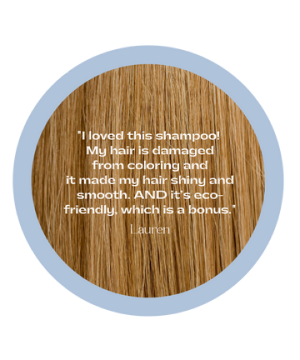 "I loved this shampoo!
My hair is damaged
from coloring and
it made my hair shiny and
smooth. AND it's eco-
friendly, which is a bonus."
Lauren